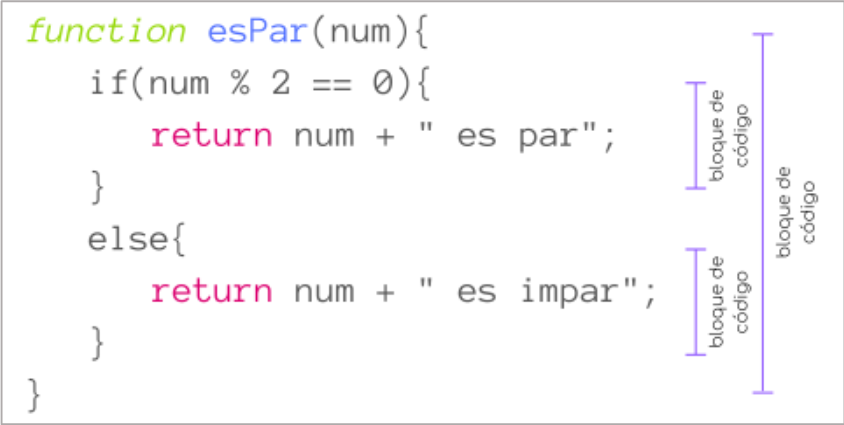 function esPar(num){
if(num % 2 == 0){
return num + " es par";
}
else{
return num + " es impar";
}
}
bloque de
código
bloque de
código
bloque de
código